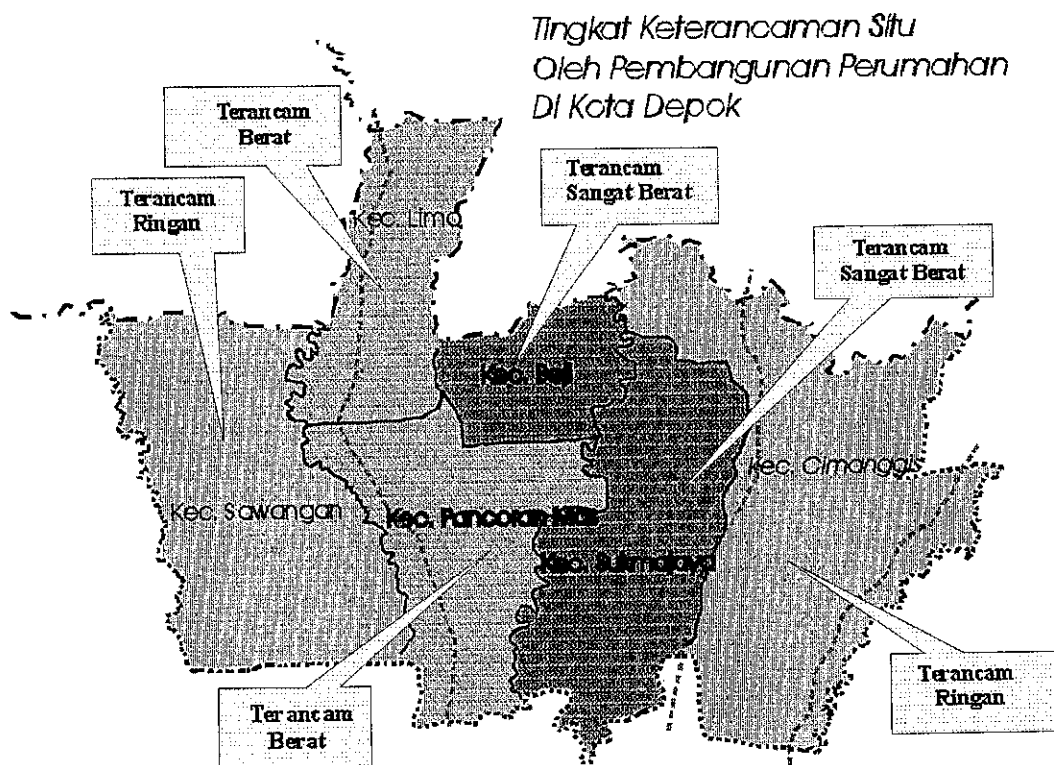 Tingkat Keterancaman Situ
Oleh Pembangunan Perumahan
Di Kota Depok
Terancam
Berat
Terancam
Sangat Berat
Terancam
Ringan
Kec. Limo
Terancam
Sangat Berat
Kec. Beji
Kec. Cimanggis
Kec. Sawangan
Kec. Pancoran Mas
Kec. Sukmajaya
Terancam
Ringan
Terancam
Berat